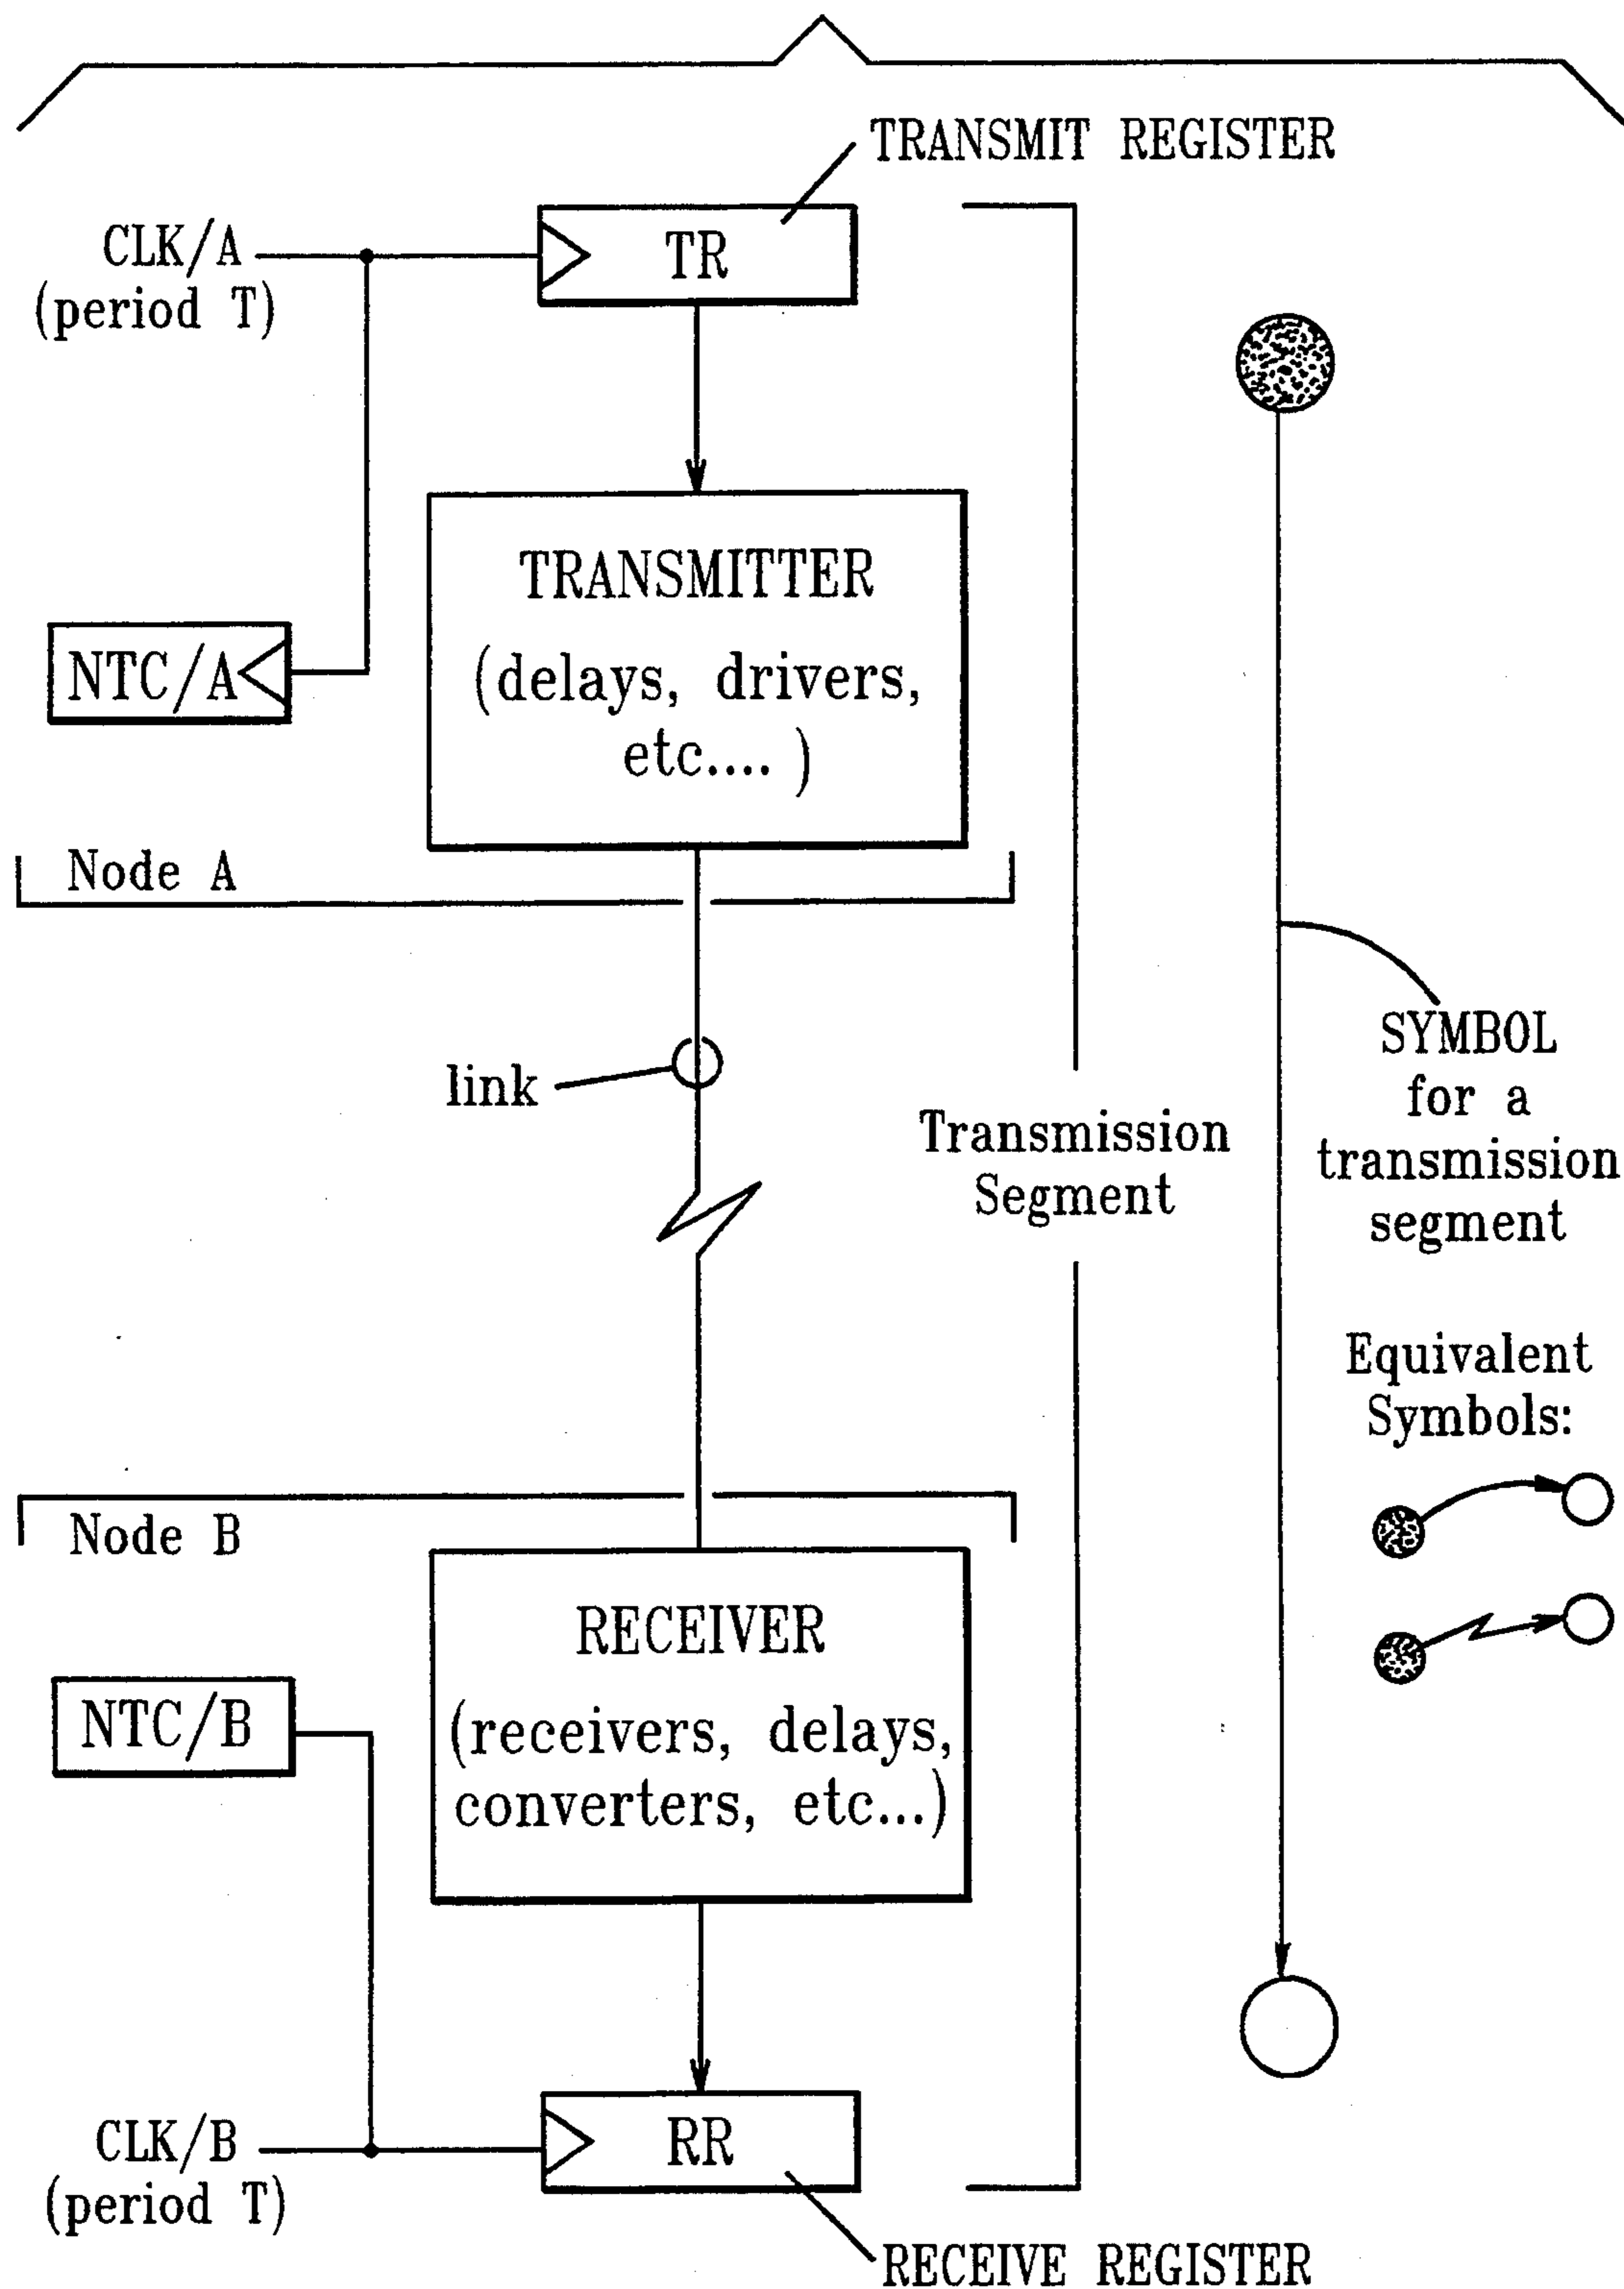 TRANSMIT REGISTER
CLK/A
(period T)
TR
TRANSMITTER
(delays, drivers,
etc.... )
NTC/A
Node A
link
Transmission
Segment
SYMBOL
for a
transmission
segment
Equivalent
Symbols:
Node B
RECEIVER
(receivers, delays,
converters, etc...)
NTC/B
CLK/B
(period T)
RR
RECEIVE REGISTER